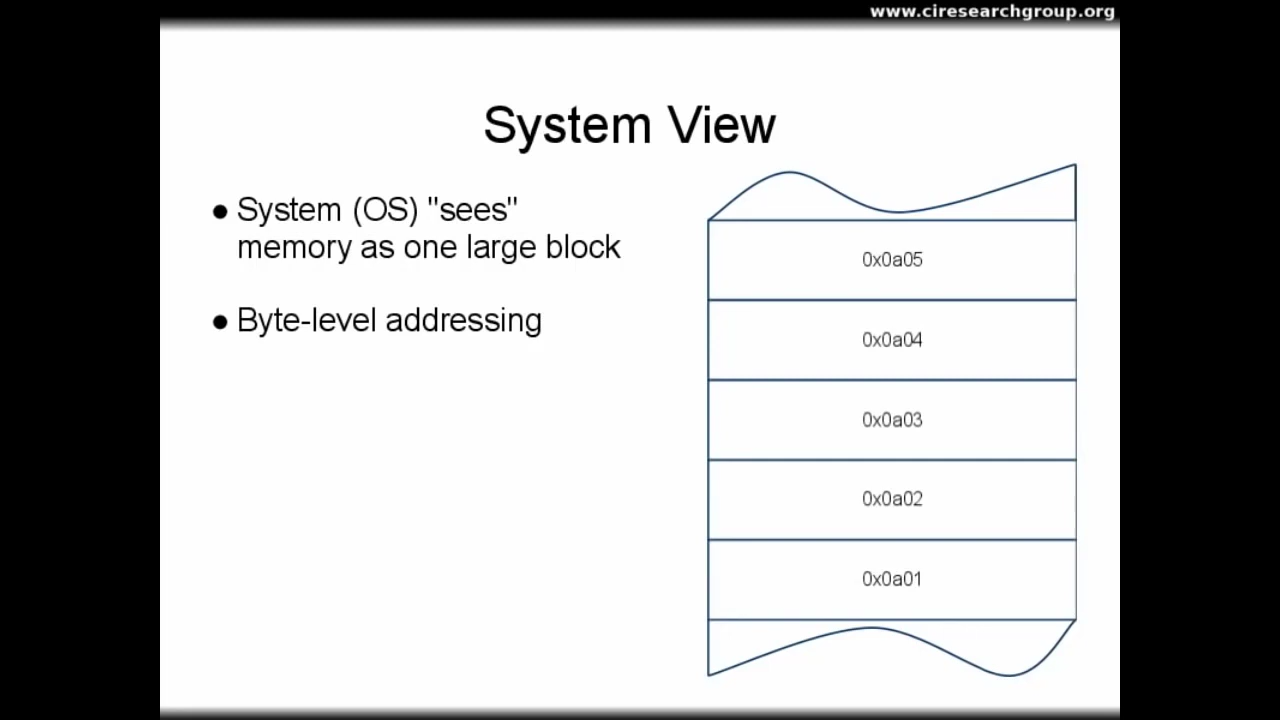 www.ciresearchgroup.org
System View
● System (OS) "sees"
memory as one large block
● Byte-level addressing
0x0a05
0x0a04
0x0a03
0x0a02
0x0a01